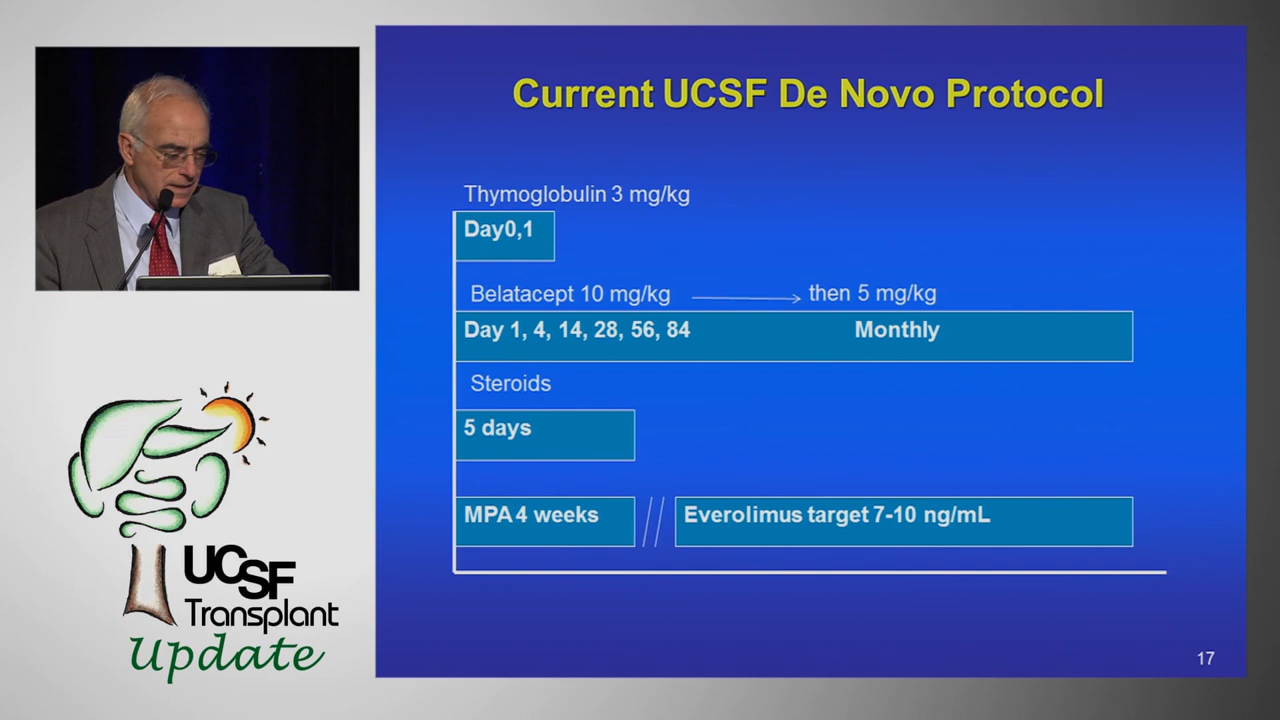 Current UCSF De Novo Protocol
Thymoglobulin 3 mg/kg
Day0,1
Belatacept 10 mg/kg then 5 mg/kg
Day 1, 4, 14, 28, 56, 84 Monthly
Steroids
5 days
MPA 4 weeks Everolimus target 7-10 ng/mL
17
UCSF
Transplant
Update